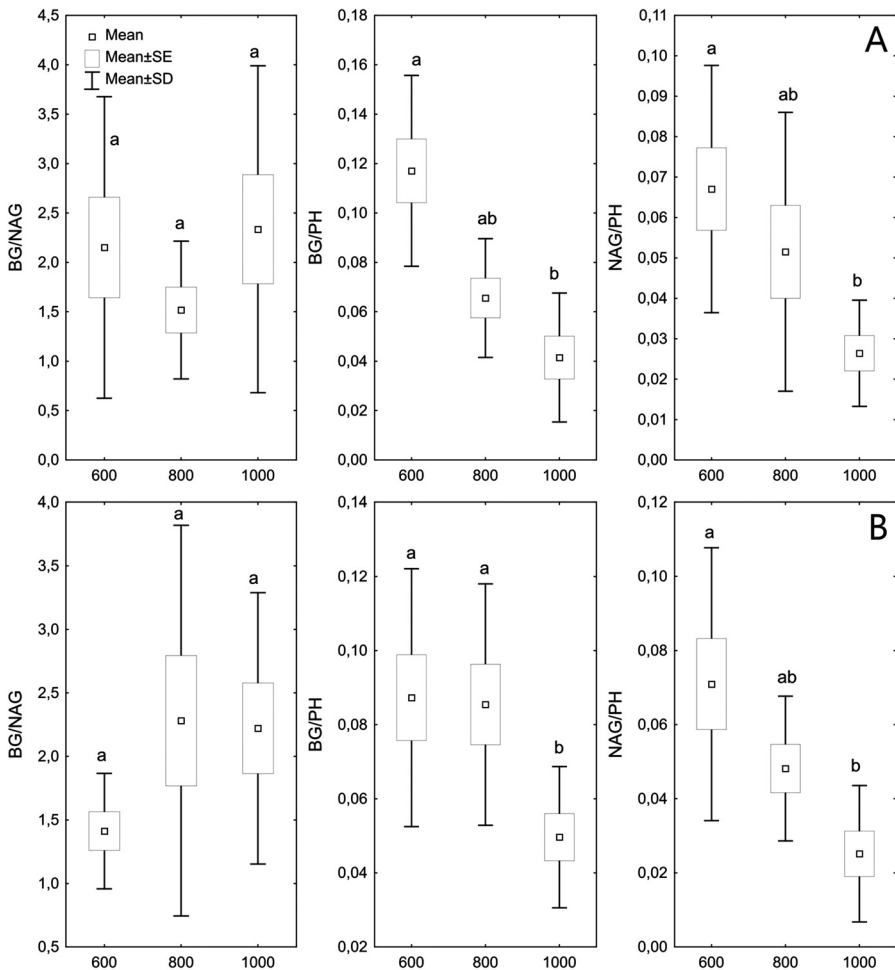 A
4,5
4,0
3,5
3,0
2,5
2,0
1,5
1,0
0,5
0,0
BG/NAG
Mean
Mean±SE
Mean±SD
a
a
a
600 800 1000
0,18
0,16
0,14
0,12
0,10
0,08
0,06
0,04
0,02
0,00
BG/PH
a
ab
b
600 800 1000
0,11
0,10
0,09
0,08
0,07
0,06
0,05
0,04
0,03
0,02
0,01
0,00
NAG/PH
a
ab
b
600 800 1000
B
4,0
3,5
3,0
2,5
2,0
1,5
1,0
0,5
BG/NAG
a
a
a
600 800 1000
0,14
0,12
0,10
0,08
0,06
0,04
0,02
BG/PH
a
a
b
600 800 1000
0,12
0,10
0,08
0,06
0,04
0,02
0,00
NAG/PH
a
ab
b
600 800 1000